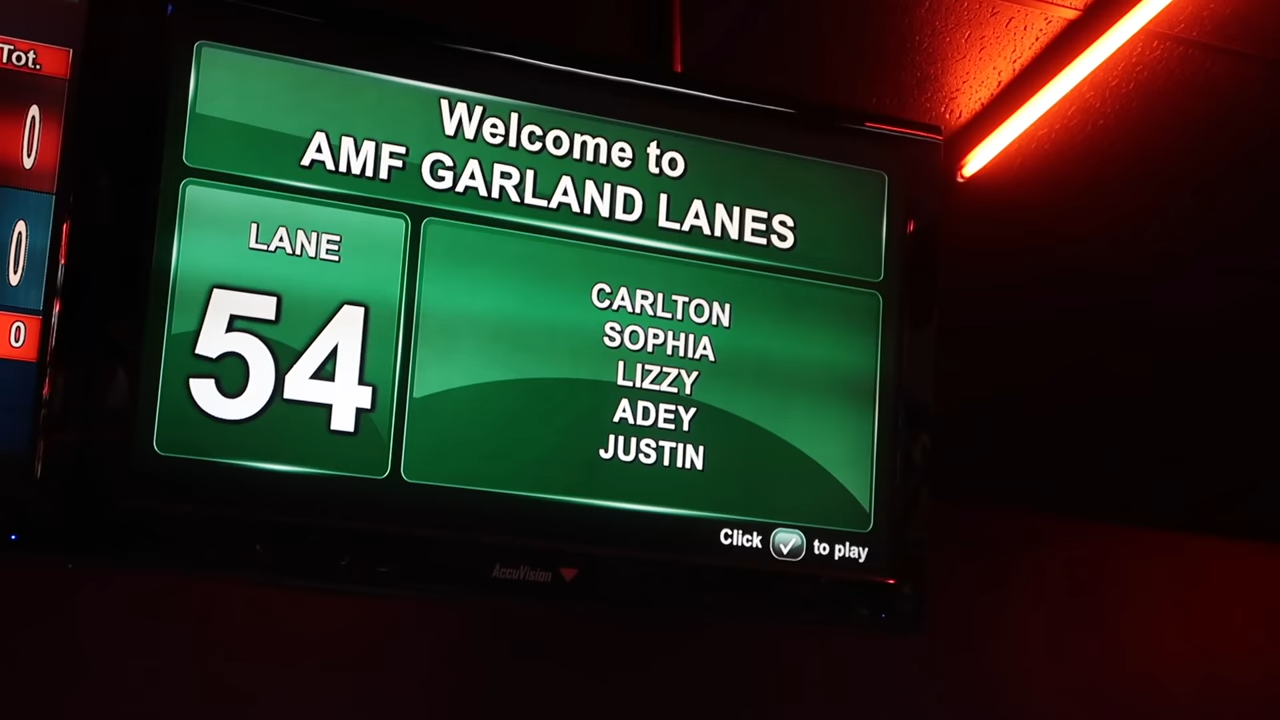 Tot.
0
0
0
Welcome to
AMF GARLAND LANES
LANE
54
CARLTON
SOPHIA
LIZZY
ADEY
JUSTIN
Click to play
AccuVision